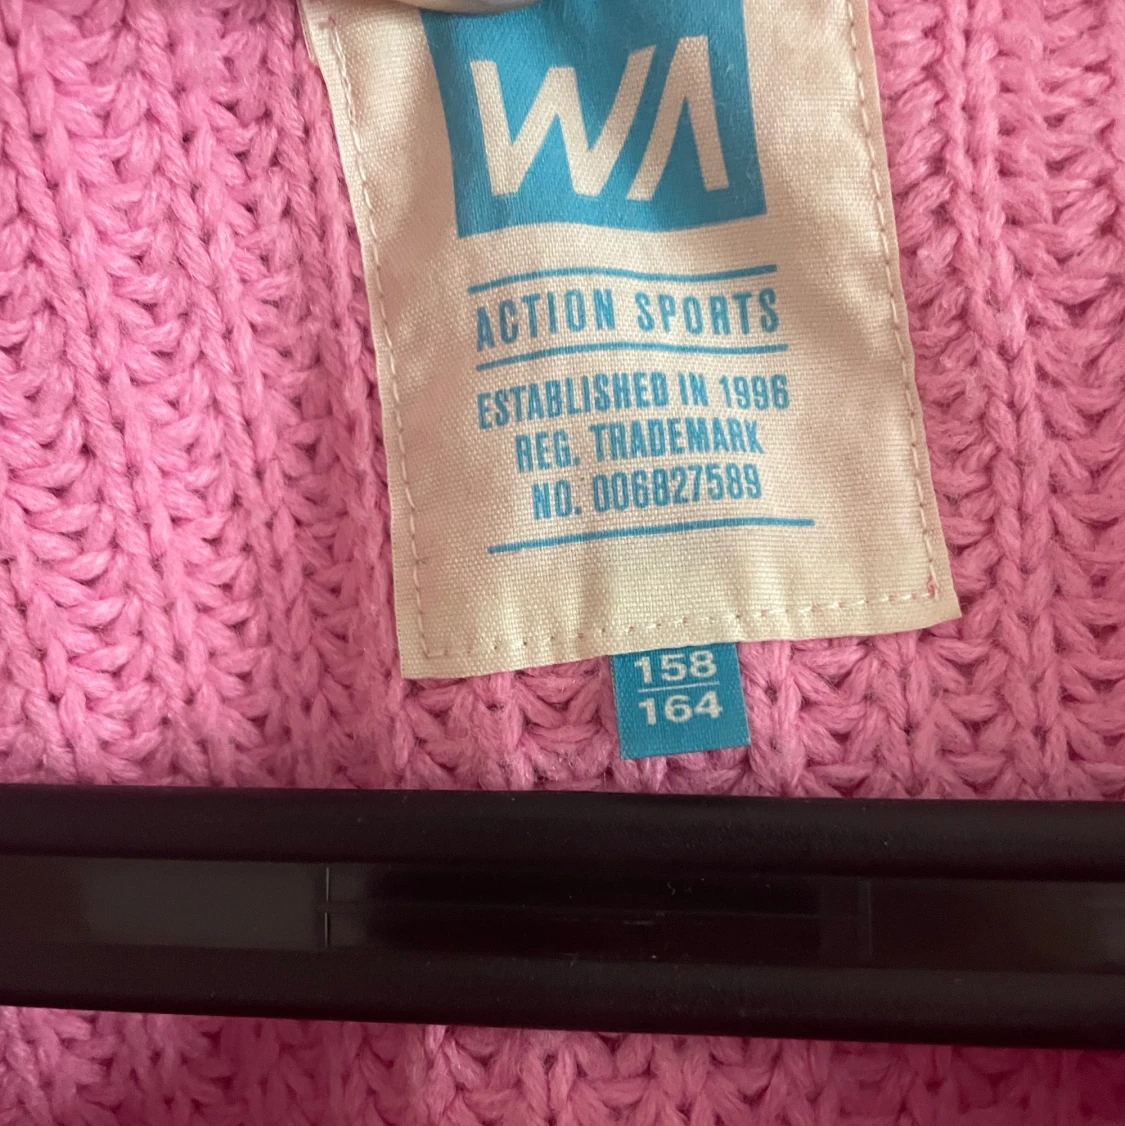 WA
ACTION SPORTS
ESTABLISHED IN 1996
REG. TRADEMARK
NO. 006827589
158
164